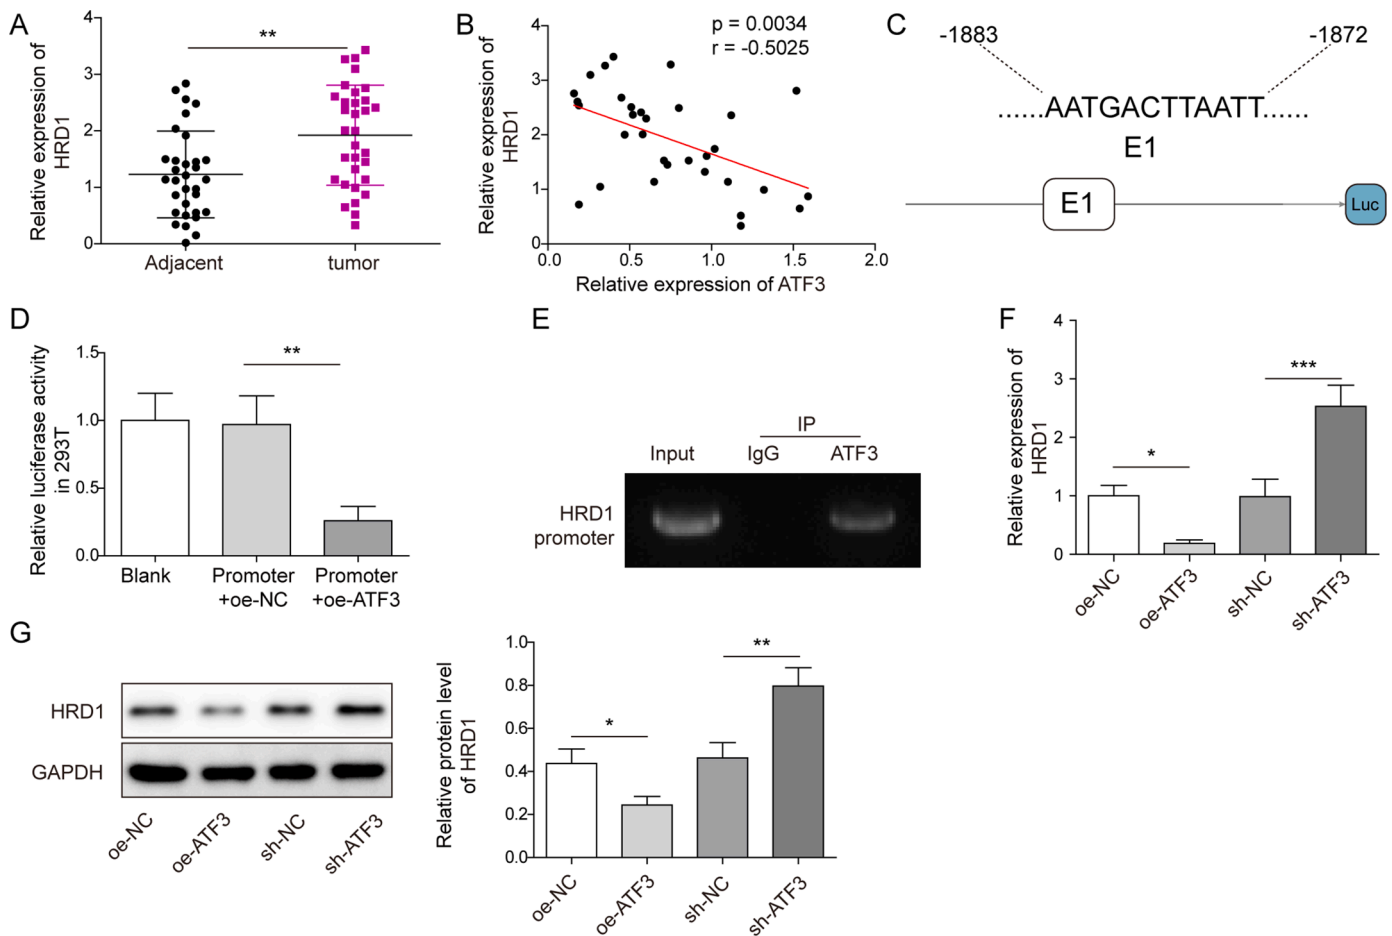 A
Relative expression of
HRD1
4
3
2
1
0
**
Adjacent
tumor
B
Relative expression of
HRD1
4
3
2
1
0
p = 0.0034
r = -0.5025
0.0
0.5
1.0
1.5
2.0
Relative expression of ATF3
C
-1883
-1872
......AATGACTTAATT......
E1
E1
Luc
D
Relative luciferase activity
in 293T
1.5
1.0
0.5
0.0
**
Blank
Promoter
+oe-NC
Promoter
+oe-ATF3
E
IP
Input
IgG
ATF3
HRD1
promoter
F
Relative expression of
HRD1
4
3
2
1
0
*
***
oe-NC
oe-ATF3
sh-NC
sh-ATF3
G
HRD1
GAPDH
oe-NC
oe-ATF3
sh-NC
sh-ATF3
Relative protein level
of HRD1
1.0
0.8
0.6
0.4
0.2
0.0
*
**
oe-NC
oe-ATF3
sh-NC
sh-ATF3